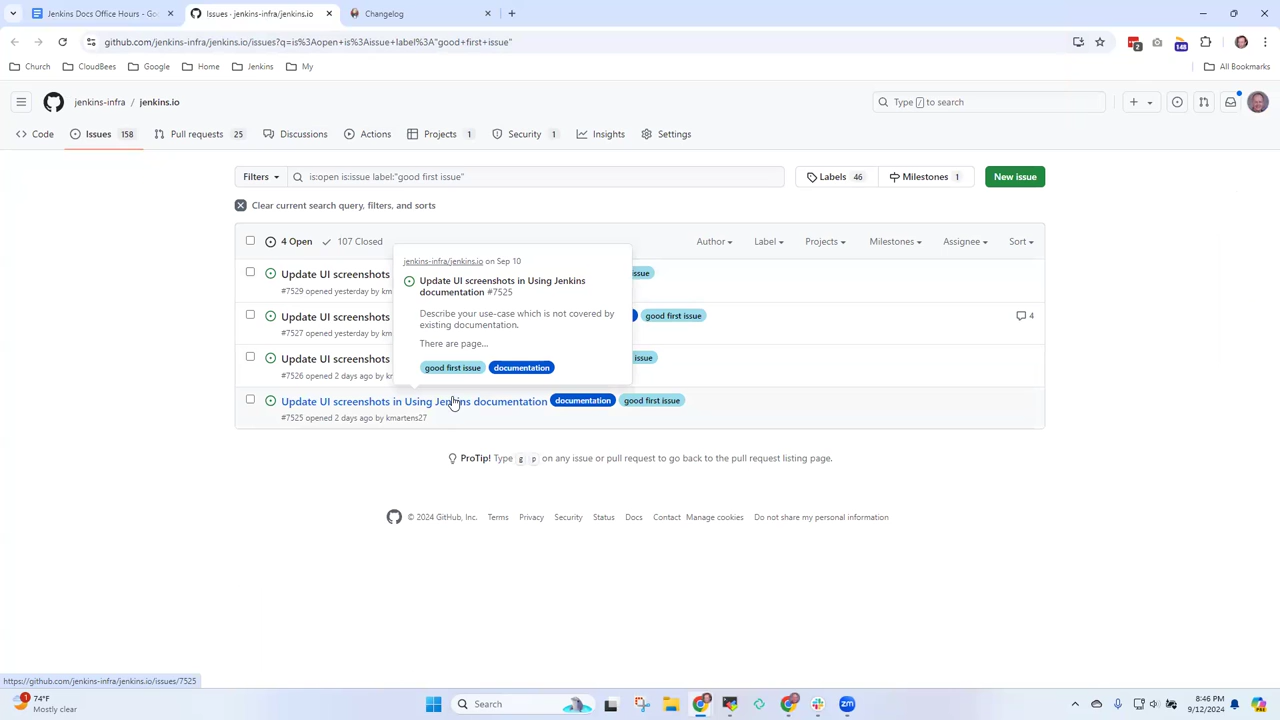 Jenkins Docs Office Hours - Go
Issues · jenkins-infra/jenkins.io
Changelog
github.com/jenkins-infra/jenkins.io/issues?q=is%3Aopen+is%3Aissue+label%3A"good+first+issue"
2
148
Church
CloudBees
Google
Home
Jenkins
My
All Bookmarks
jenkins-infra / jenkins.io
Type / to search
Code
Issues 158
Pull requests 25
Discussions
Actions
Projects 1
Security 1
Insights
Settings
Filters
is:open is:issue label:"good first issue"
Labels 46
Milestones 1
New issue
Clear current search query, filters, and sorts
4 Open
107 Closed
Author
Label
Projects
Milestones
Assignee
Sort
Update UI screenshots
issue
#7529 opened yesterday by km
Update UI screenshots
good first issue
4
#7527 opened yesterday by km
Update UI screenshots
issue
#7526 opened 2 days ago by k
jenkins-infra/jenkins.io on Sep 10
Update UI screenshots in Using Jenkins
documentation #7525
Describe your use-case which is not covered by
existing documentation.
There are page...
good first issue
documentation
Update UI screenshots in Using Jenkins documentation
documentation
good first issue
#7525 opened 2 days ago by kmartens27
ProTip! Type g p on any issue or pull request to go back to the pull request listing page.
© 2024 GitHub, Inc.
Terms
Privacy
Security
Status
Docs
Contact
Manage cookies
Do not share my personal information
https://github.com/jenkins-infra/jenkins.io/issues/7525
1
74°F
Mostly clear
Search
zm
8:46 PM
9/12/2024